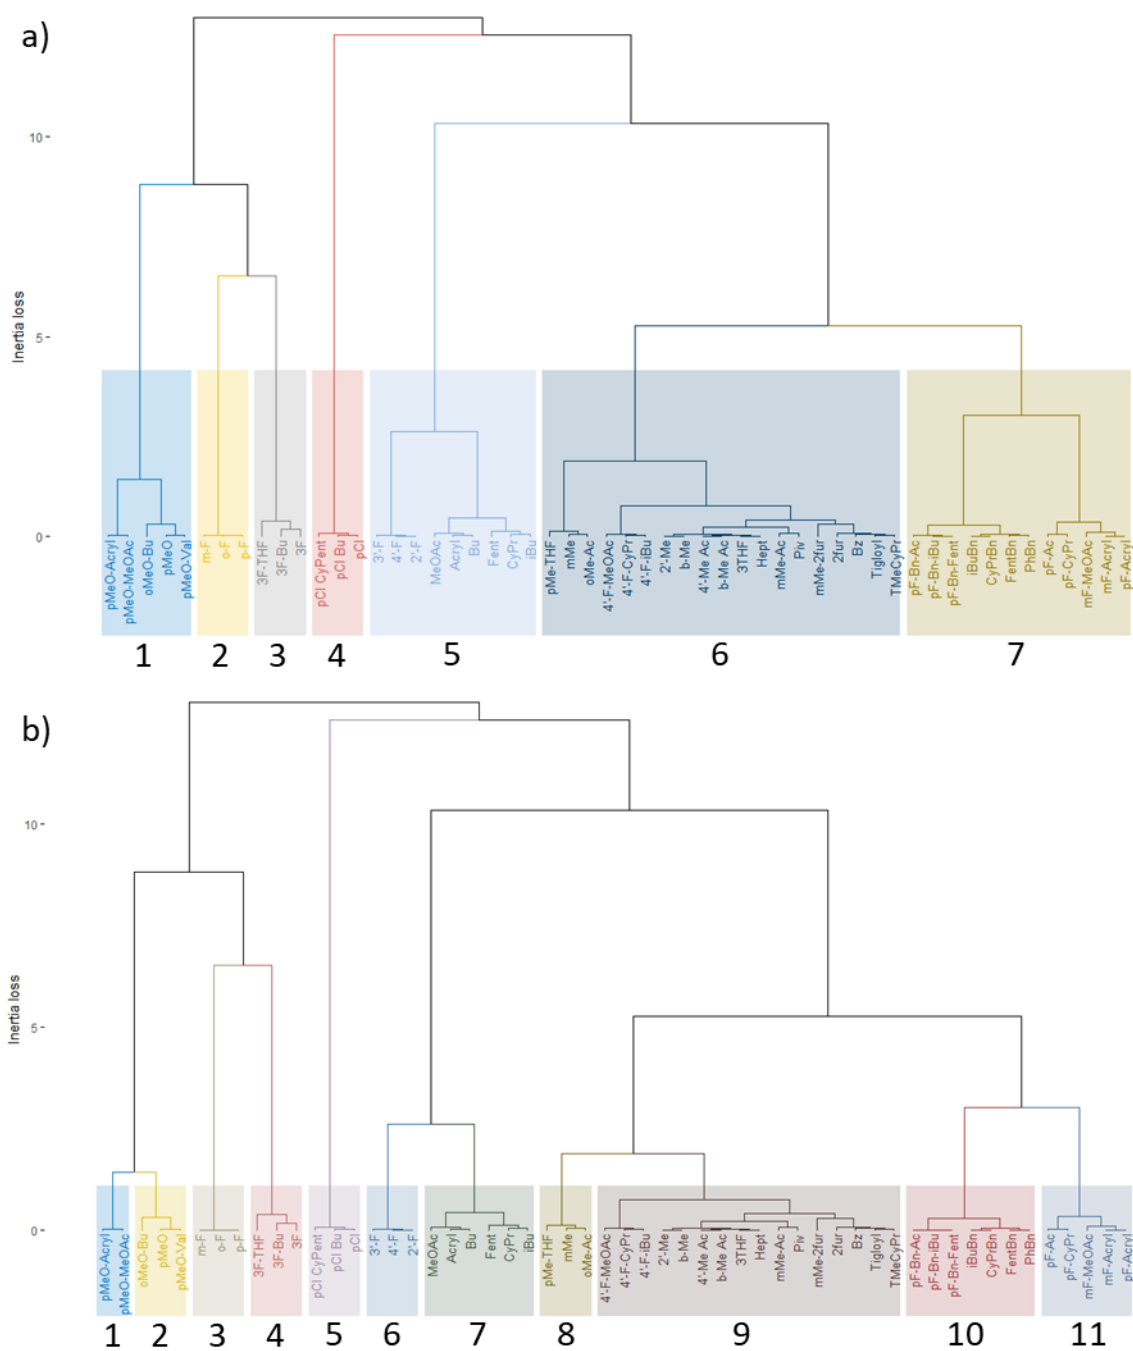 a)
Inertia loss
10
5
0
pMeO-Acryl
pMeO-MeOAc
oMeO-Bu
pMeO
pMeO-Val
m-F
o-F
p-F
3F-THF
3F-Bu
3F
pCl CyPent
pCl Bu
pCl
3'-F
4'-F
2'-F
MeOAc
Acryl
Bu
Fent
CyPr
iBu
pMe-THF
mMe
oMe-Ac
4'-F-MeOAc
4'-F-CyPr
4'-F-iBu
2'-Me
b-Me
4'-Me Ac
b-Me Ac
3THF
Hept
mMe-Ac
Piv
mMe-2fur
2fur
Bz
Tigloyl
TMeCyPr
pF-Bn-Ac
pF-Bn-iBu
pF-Bn-Fent
iBuBn
CyPrBn
FentBn
PhBn
pF-Ac
pF-CyPr
mF-MeOAc
mF-Acryl
pF-Acryl
1 2 3 4 5 6 7
b)
Inertia loss
10
5
0
pMeO-Acryl
pMeO-MeOAc
oMeO-Bu
pMeO
pMeO-Val
m-F
o-F
p-F
3F-THF
3F-Bu
3F
pCl CyPent
pCl Bu
pCl
3'-F
4'-F
2'-F
MeOAc
Acryl
Bu
Fent
CyPr
iBu
pMe-THF
mMe
oMe-Ac
4'-F-MeOAc
4'-F-CyPr
4'-F-iBu
2'-Me
b-Me
4'-Me Ac
b-Me Ac
3THF
Hept
mMe-Ac
Piv
mMe-2fur
2fur
Bz
Tigloyl
TMeCyPr
pF-Bn-Ac
pF-Bn-iBu
pF-Bn-Fent
iBuBn
CyPrBn
FentBn
PhBn
pF-Ac
pF-CyPr
mF-MeOAc
mF-Acryl
pF-Acryl
1 2 3 4 5 6 7 8 9 10 11